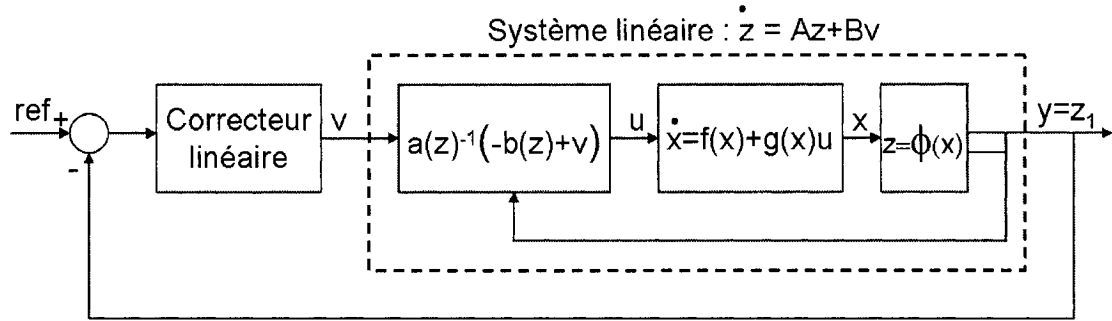 Système linéaire : ż = Az+Bv
ref
+
-
Correcteur
linéaire
v
a(z)⁻¹(-b(z)+v)
u
ẋ=f(x)+g(x)u
x
z=ϕ(x)
y=z₁